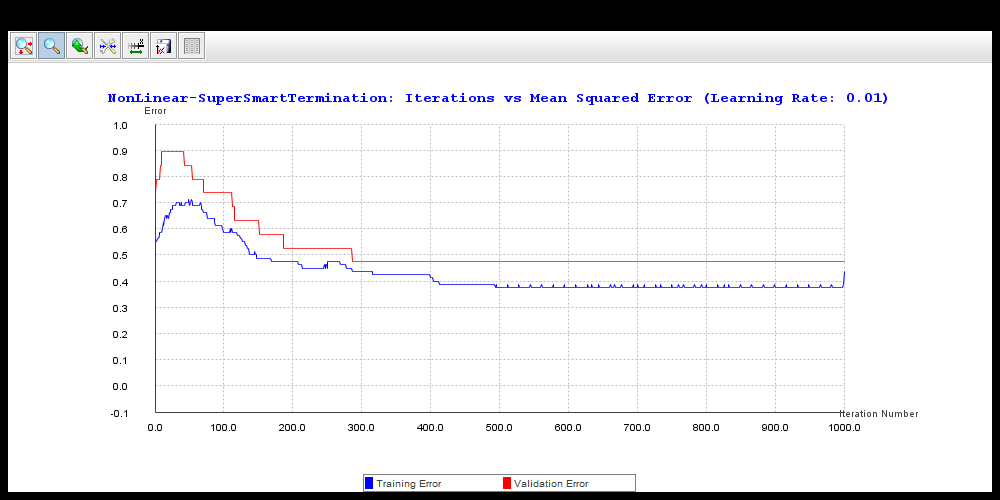 NonLinear-SuperSmartTermination: Iterations vs Mean Squared Error (Learning Rate: 0.01)
Error
1.0
0.9
0.8
0.7
0.6
0.5
0.4
0.3
0.2
0.1
0.0
-0.1
Iteration Number
0.0 100.0 200.0 300.0 400.0 500.0 600.0 700.0 800.0 900.0 1000.0
Training Error Validation Error